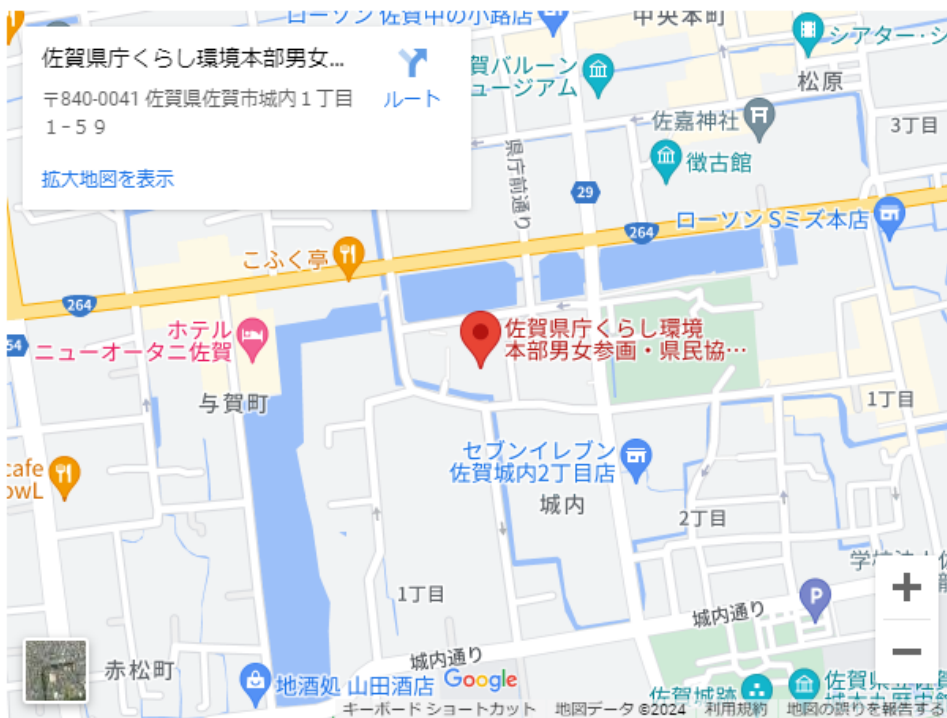 ローソン 佐賀中の小路店
中央本町
シアター・シ
佐賀県庁くらし環境本部男女...
〒840-0041 佐賀県佐賀市城内１丁目
１−５９
ルート
拡大地図を表示
賀バルーン
ュージアム
松原
佐嘉神社
3丁目
徴古館
県庁前通り
29
264
ローソン Sミズ本店
こふく亭
264
54
ホテル
ニューオータニ佐賀
佐賀県庁くらし環境
本部男女参画・県民協…
与賀町
1丁目
cafe
owL
セブンイレブン
佐賀城内2丁目店
城内
2丁目
1丁目
P
城内通り
城内通り
赤松町
地酒処 山田酒店
Google
佐賀城跡
キーボード ショートカット
地図データ ©2024
利用規約
地図の誤りを報告する
+
−